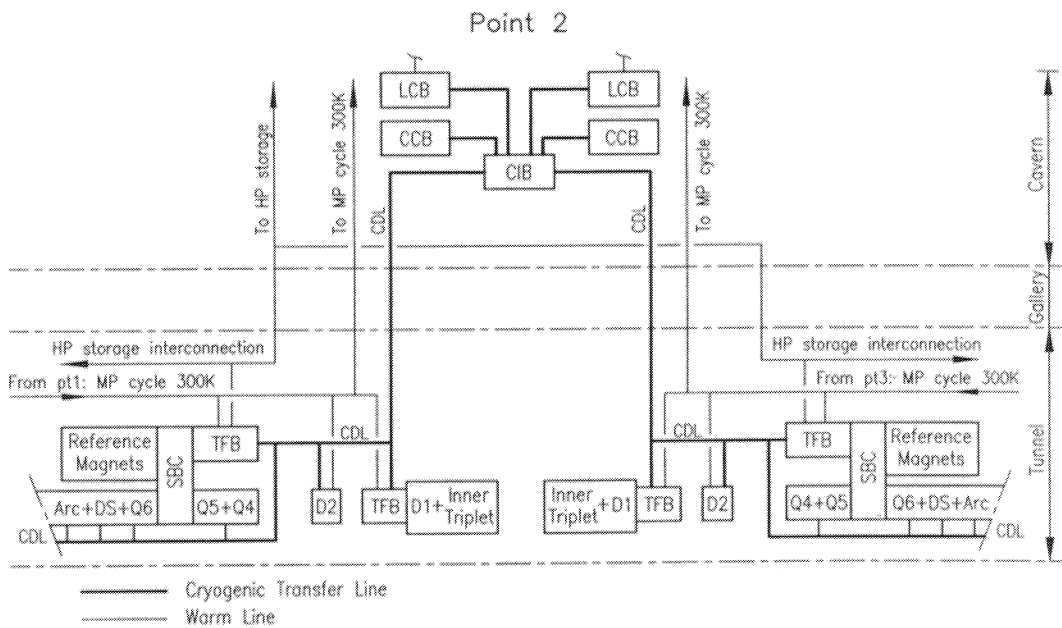 Point 2
LCB
LCB
CCB
CCB
CIB
To HP storage
To MP cycle 300K
CDL
CDL
To MP cycle 300K
Cavern
Gallery
Tunnel
HP storage interconnection
HP storage interconnection
From pt1: MP cycle 300K
From pt3: MP cycle 300K
Reference
Magnets
SBC
TFB
CDL
CDL
TFB
SBC
Reference
Magnets
Arc+DS+Q6
Q5+Q4
D2
TFB
D1+
Inner
Triplet
Inner
Triplet
+D1
TFB
D2
Q4+Q5
Q6+DS+Arc
CDL
CDL
Cryogenic Transfer Line
Warm Line